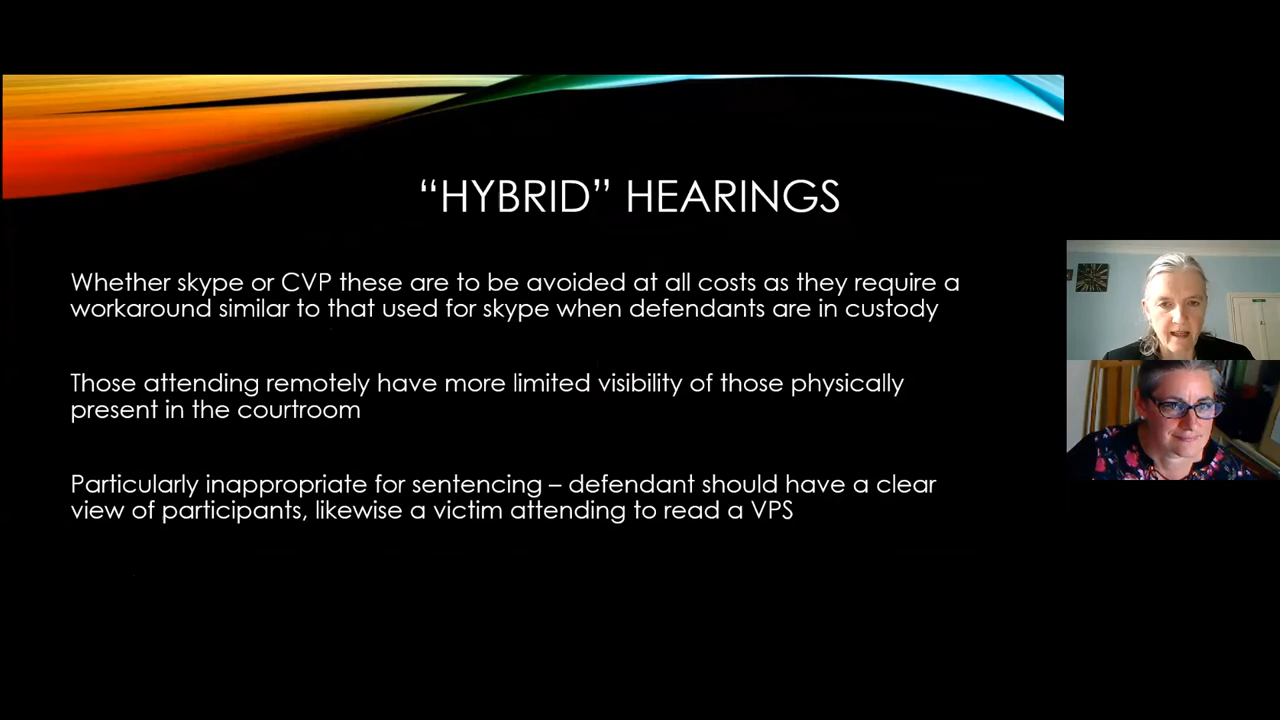 “HYBRID” HEARINGS
Whether skype or CVP these are to be avoided at all costs as they require a
workaround similar to that used for skype when defendants are in custody
Those attending remotely have more limited visibility of those physically
present in the courtroom
Particularly inappropriate for sentencing – defendant should have a clear
view of participants, likewise a victim attending to read a VPS